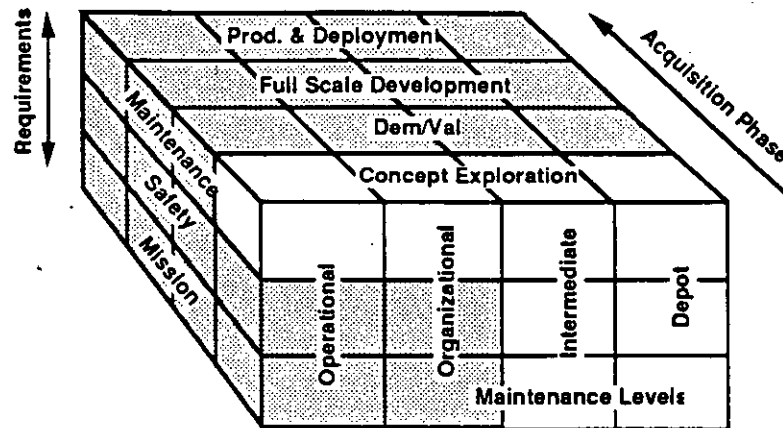 Prod. & Deployment
Full Scale Development
Dem/Val
Concept Exploration
Acquisition Phase
Requirements
Maintenance
Safety
Mission
Operational
Organizational
Intermediate
Depot
Maintenance Levels